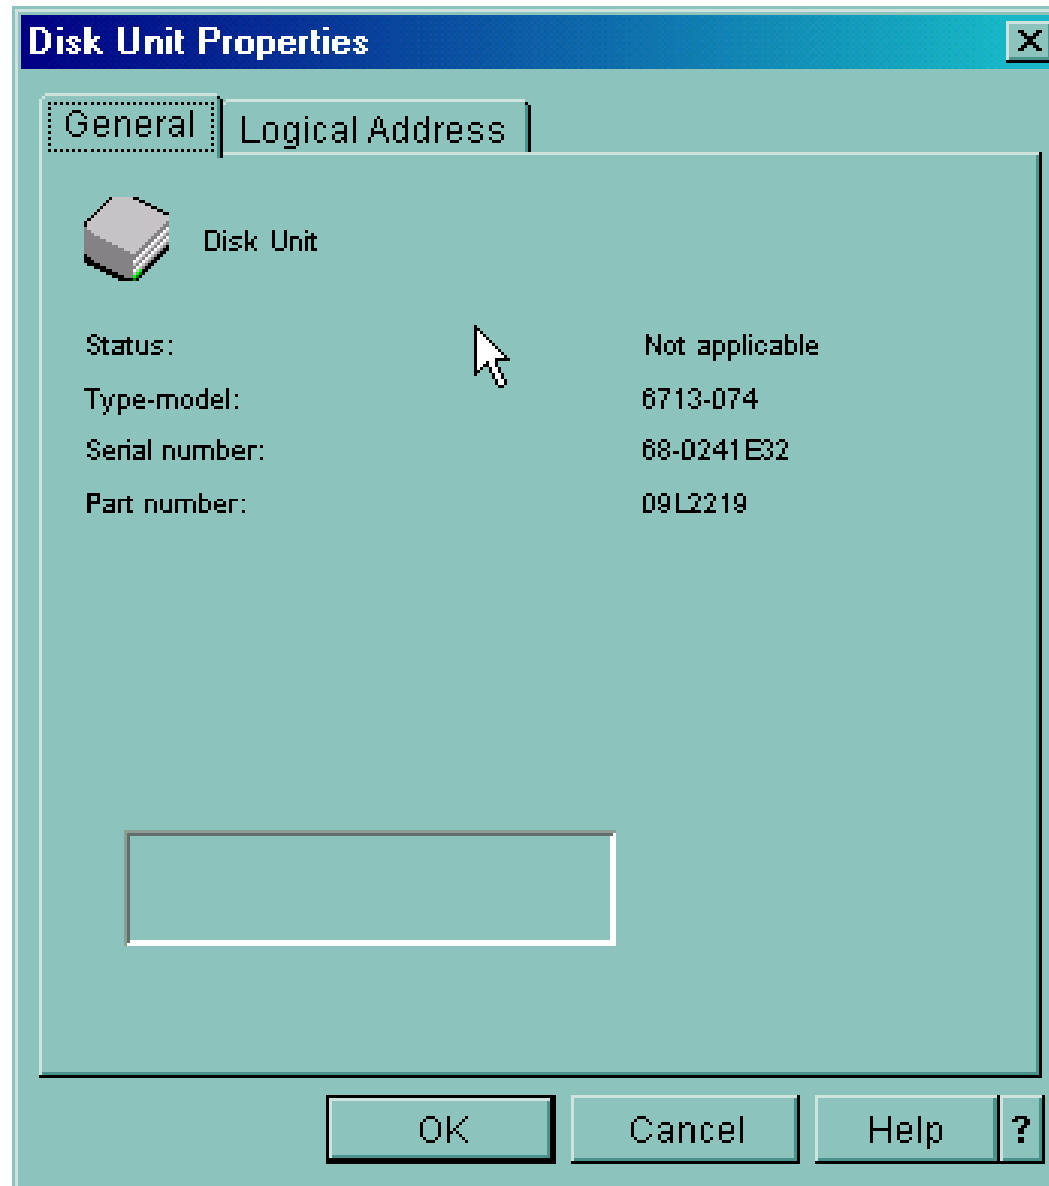 Disk Unit Properties
General Logical Address
Disk Unit
Status: Not applicable
Type-model: 6713-074
Serial number: 68-0241E32
Part number: 09L2219
OK Cancel Help ?